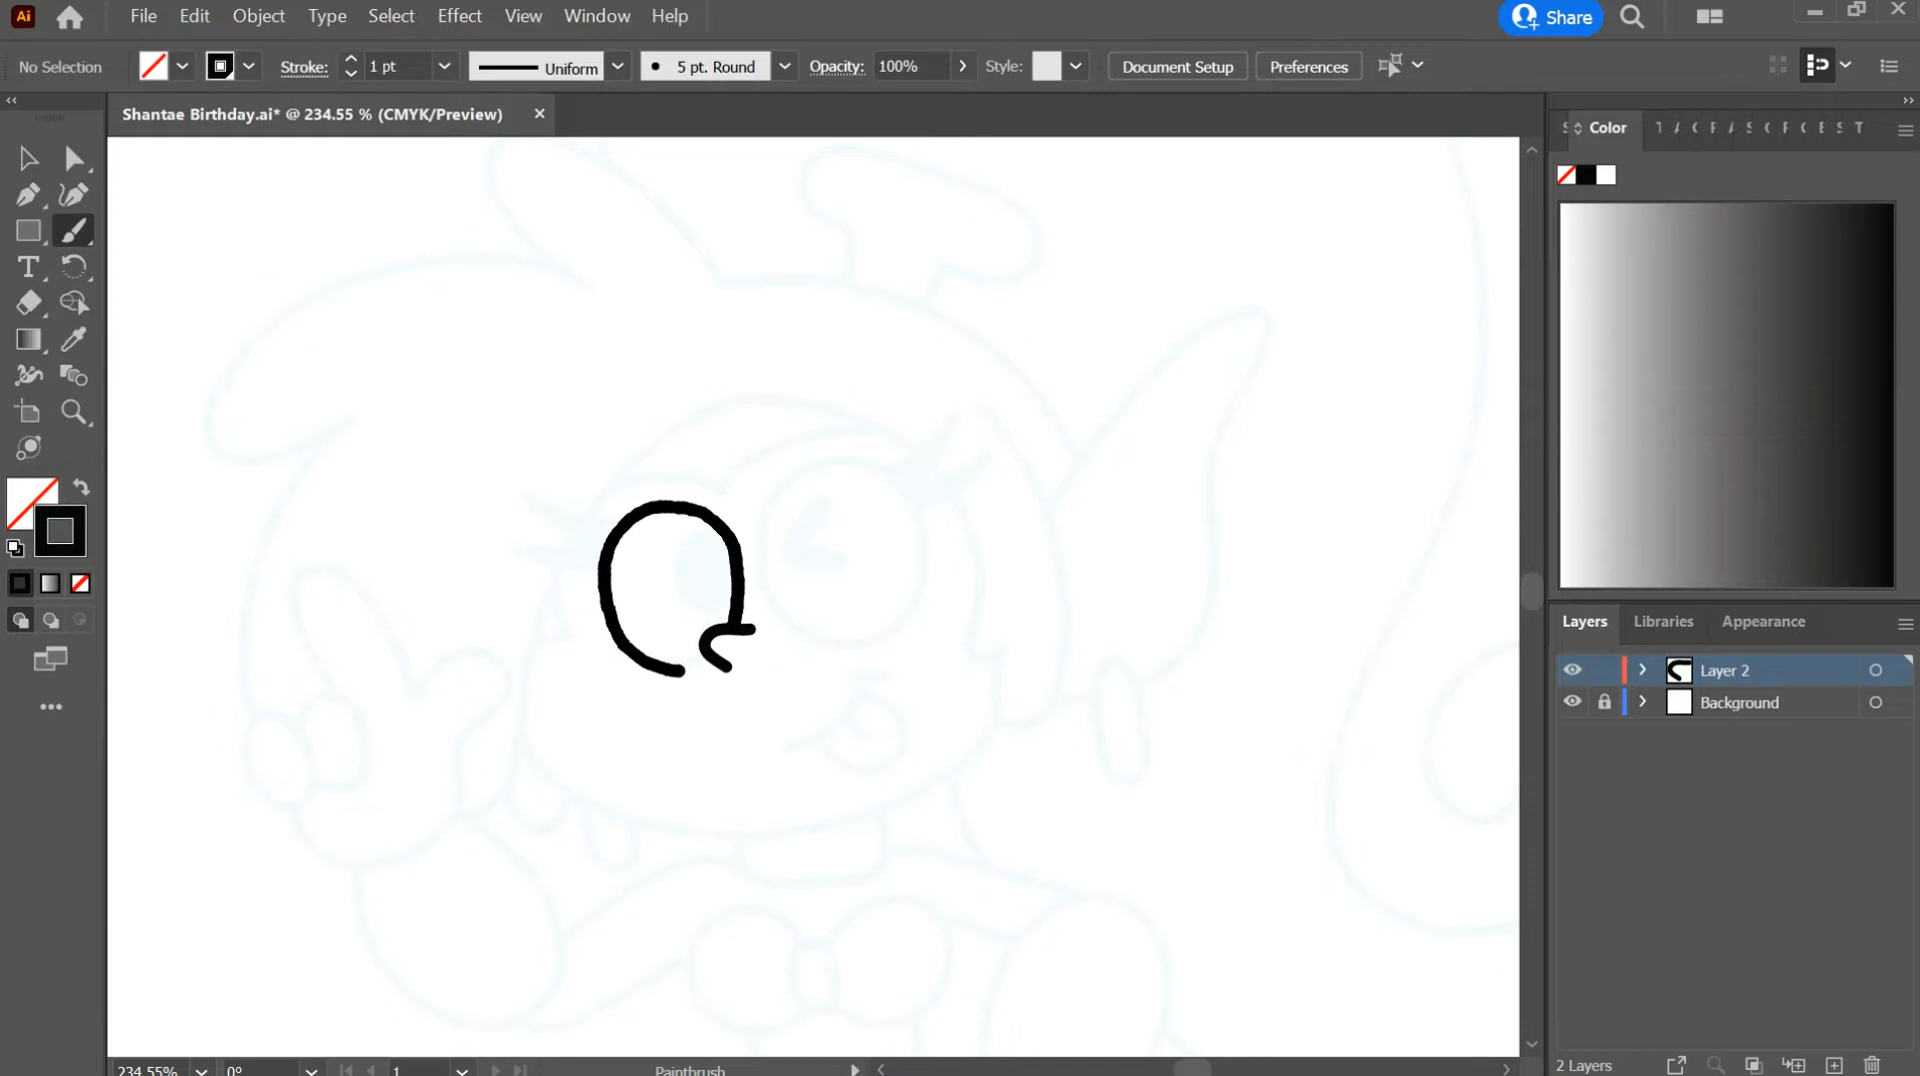 Ai File Edit Object Type Select Effect View Window Help Share
No Selection Stroke: 1 pt Uniform 5 pt. Round Opacity: 100% Style: Document Setup Preferences
Shantae Birthday.ai* @ 234.55 % (CMYK/Preview)
Color T A C F A S C F C E S T
Layers Libraries Appearance
Layer 2
Background
234.55% 0° 1 Paintbrush 2 Layers